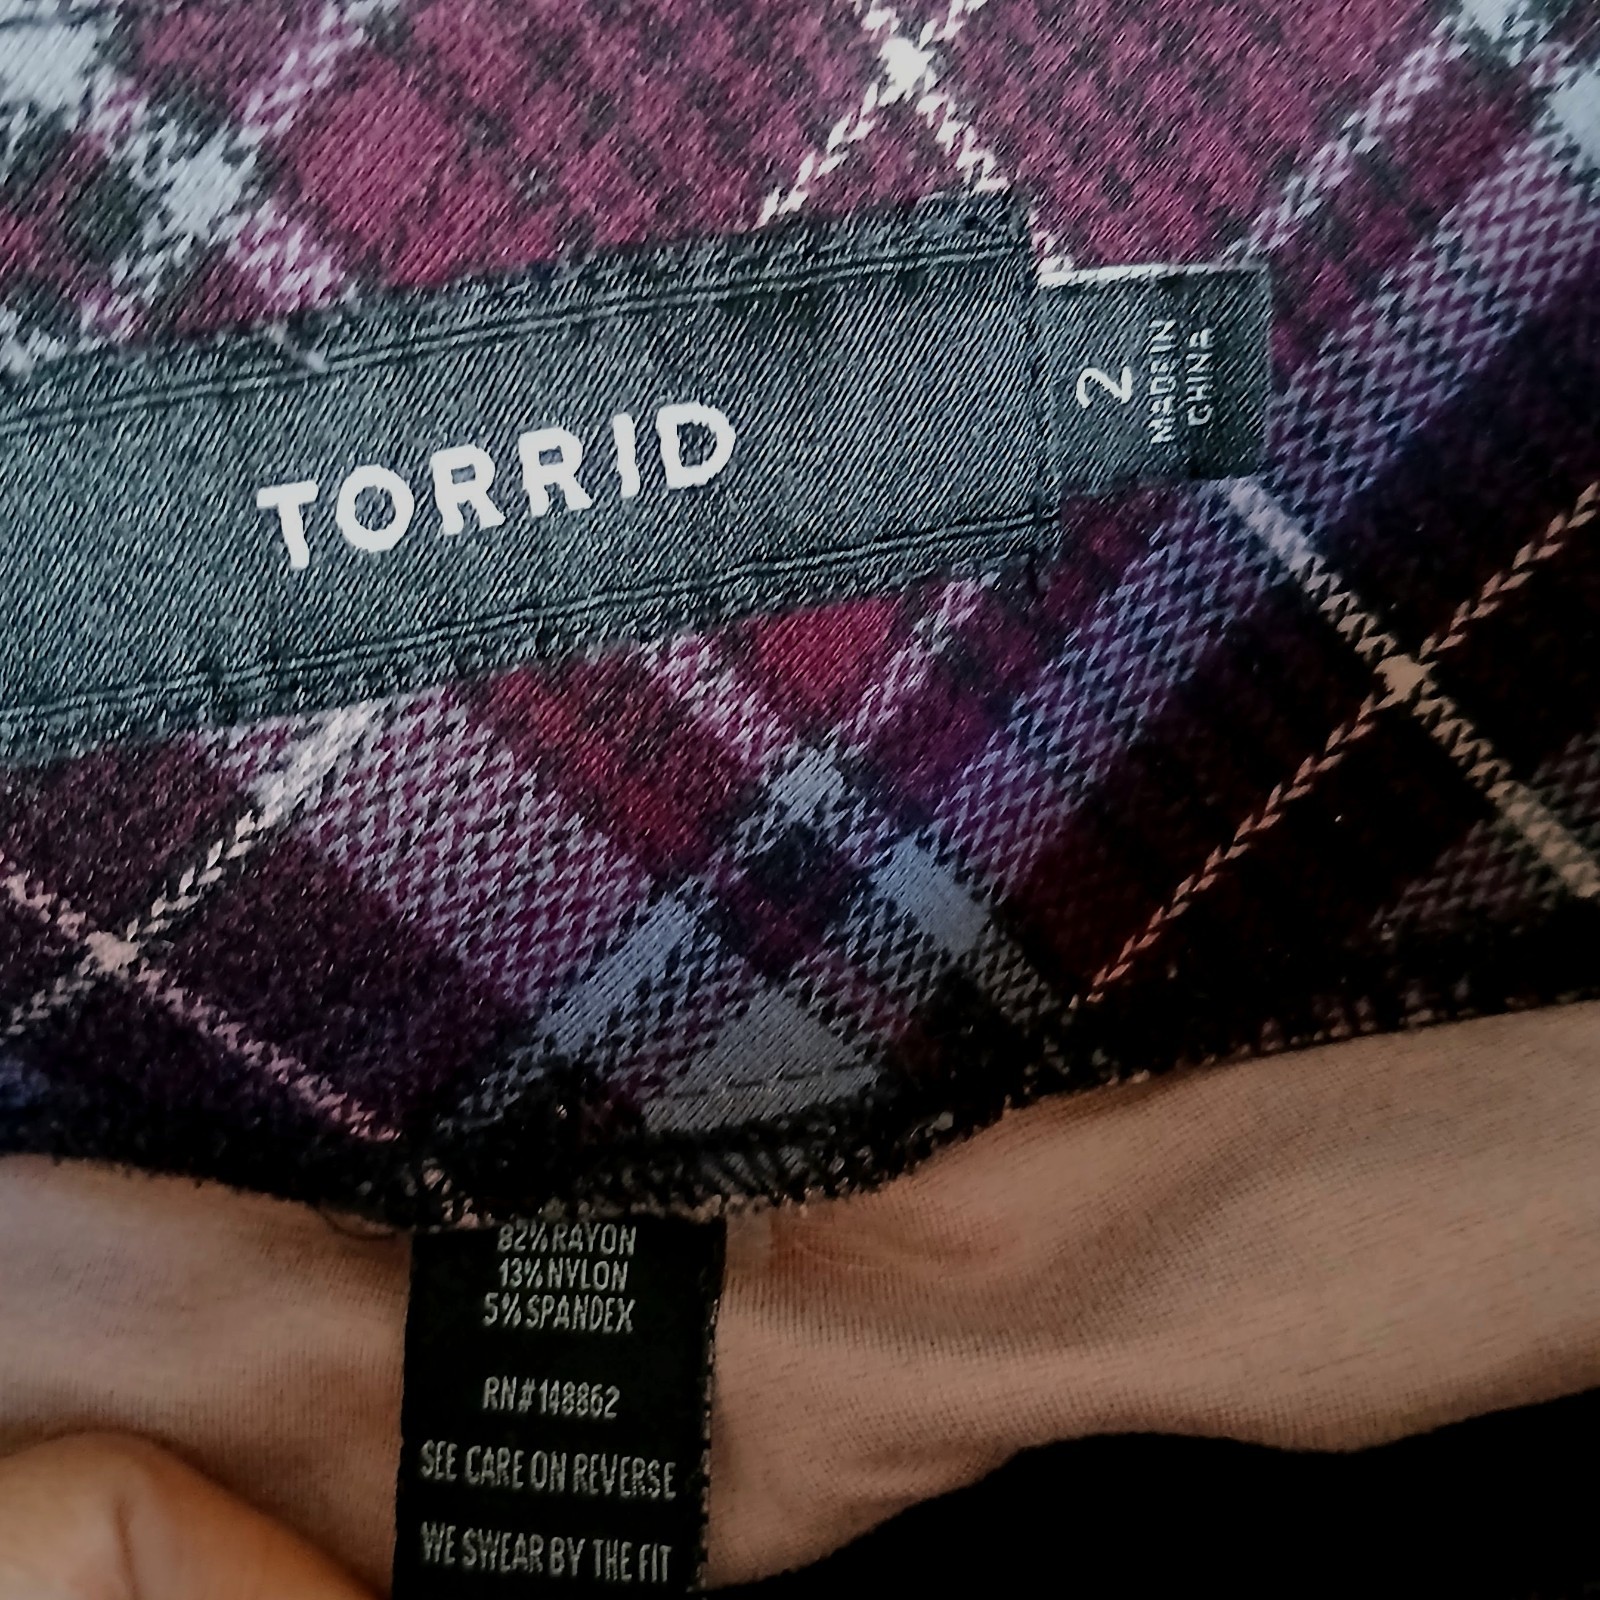 TORRID
2
MADE IN
CHINA
82% RAYON
13% NYLON
5% SPANDEX
RN#148862
SEE CARE ON REVERSE
WE SWEAR BY THE FIT